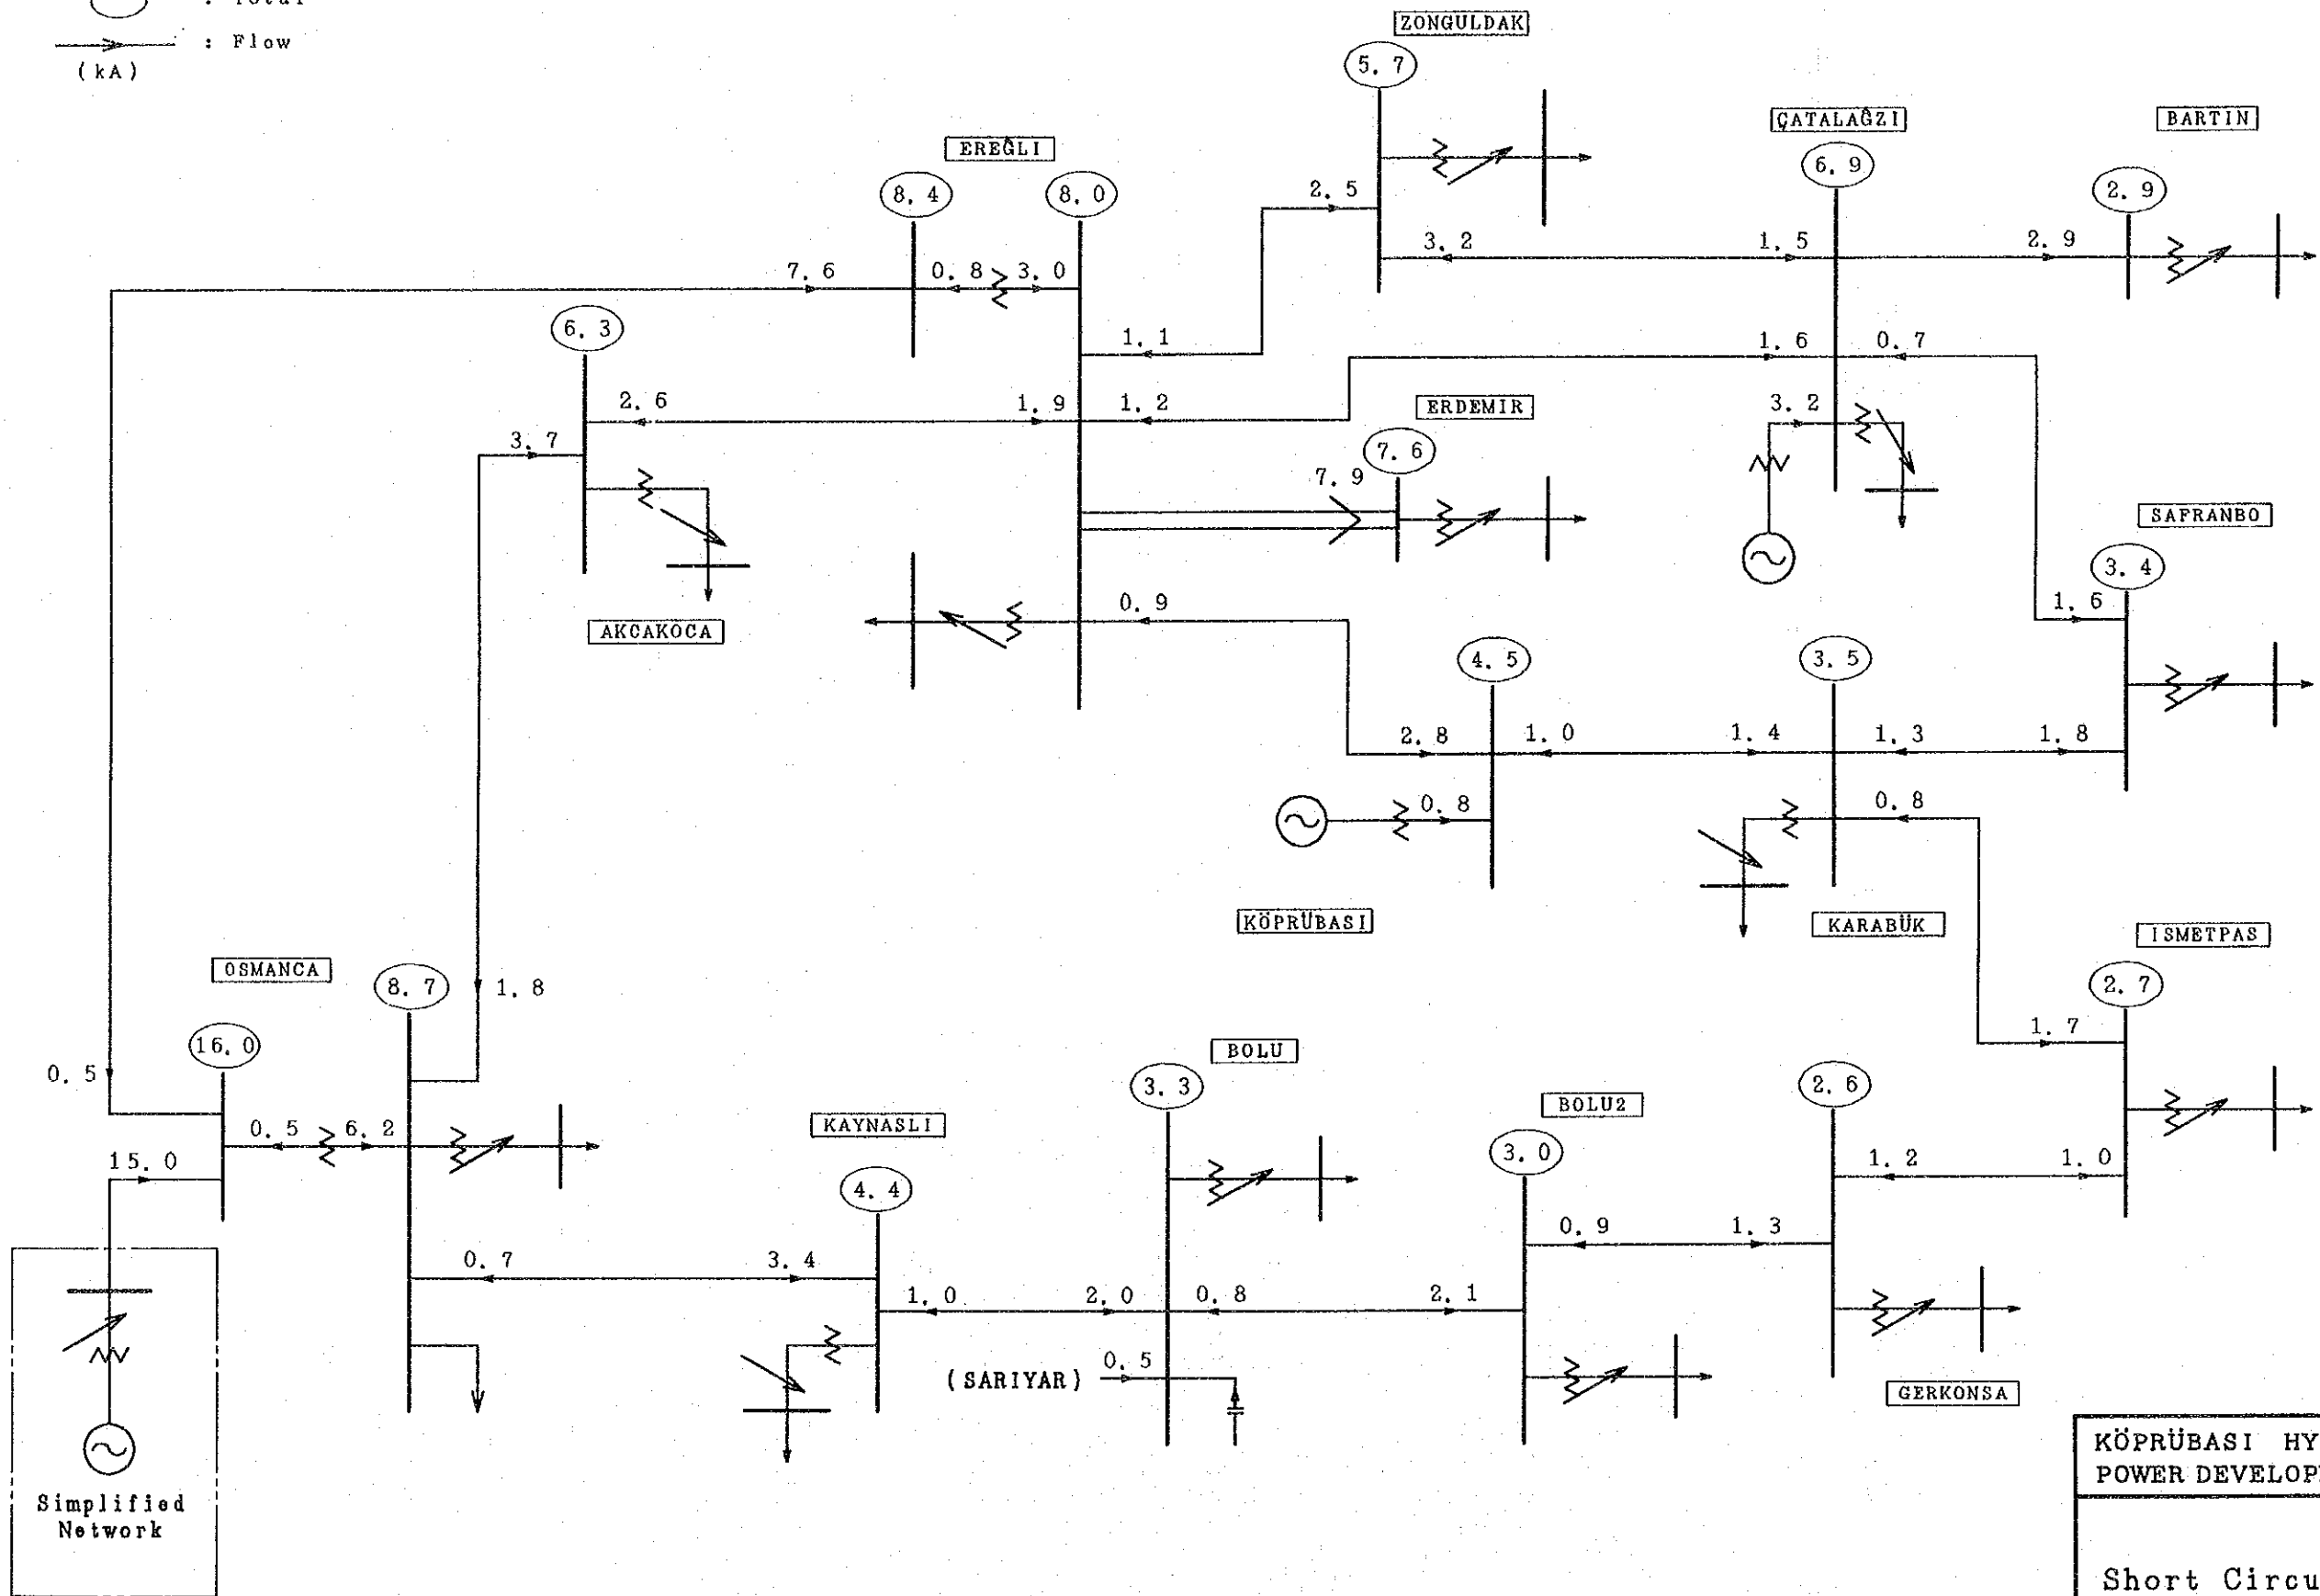 : Total
: Flow
(kA)
ZONGULDAK
5.7
ÇATALAĞZI
BARTIN
EREĞLI
6.9
8.4
8.0
2.5
2.9
3.2
1.5
2.9
7.6
0.8
3.0
6.3
1.1
1.6
0.7
2.6
1.9
1.2
ERDEMIR
3.2
3.7
7.6
7.9
SAFRANBO
3.4
0.9
1.6
AKCAKOCA
4.5
3.5
2.8
1.0
1.4
1.3
1.8
0.8
0.8
KÖPRÜBASI
KARABÜK
ISMETPAS
OSMANCA
8.7
1.8
2.7
16.0
1.7
BOLU
0.5
3.3
2.6
BOLU2
KAYNASLI
0.5
6.2
3.0
15.0
4.4
1.2
1.0
0.9
1.3
0.7
3.4
1.0
2.0
0.8
2.1
(SARIYAR)
0.5
GERKONSA
KÖPRÜBASI HY
POWER DEVELOP
Simplified
Network
Short Circu